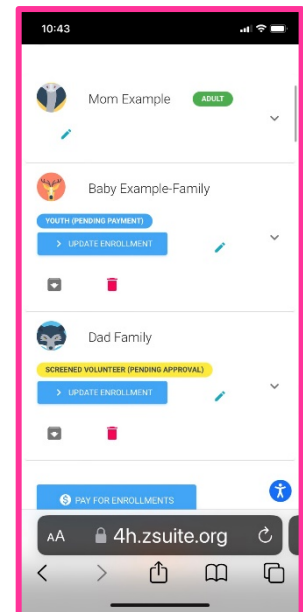 10:43
Mom Example ADULT
Baby Example-Family
YOUTH (PENDING PAYMENT)
> UPDATE ENROLLMENT
Dad Family
SCREENED VOLUNTEER (PENDING APPROVAL)
> UPDATE ENROLLMENT
$ PAY FOR ENROLLMENTS
AA 4h.zsuite.org